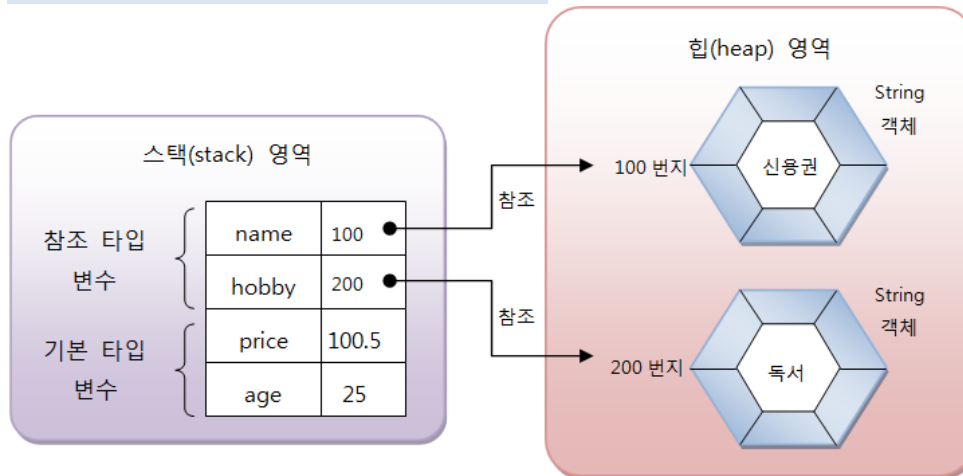 스택(stack) 영역
참조 타입
변수
기본 타입
변수
name 100
hobby 200
price 100.5
age 25
참조
참조
힙(heap) 영역
100 번지
신용권
String
객체
200 번지
독서
String
객체